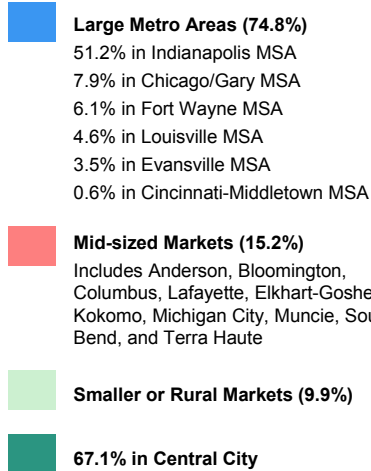 Large Metro Areas (74.8%)
51.2% in Indianapolis MSA
7.9% in Chicago/Gary MSA
6.1% in Fort Wayne MSA
4.6% in Louisville MSA
3.5% in Evansville MSA
0.6% in Cincinnati-Middletown MSA
Mid-sized Markets (15.2%)
Includes Anderson, Bloomington,
Columbus, Lafayette, Elkhart-Goshe
Kokomo, Michigan City, Muncie, Sou
Bend, and Terra Haute
Smaller or Rural Markets (9.9%)
67.1% in Central City